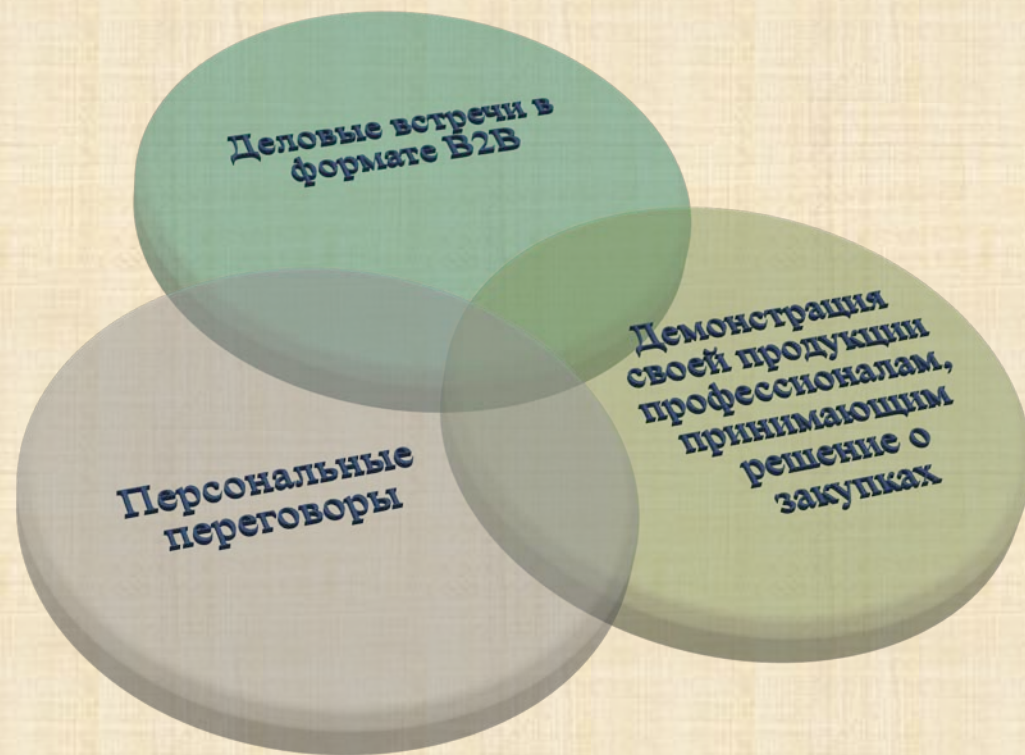 Деловые встречи в
формате B2B
Демонстрация
своей продукции
профессионалам,
принимающим
решение о
закупках
Персональные
переговоры